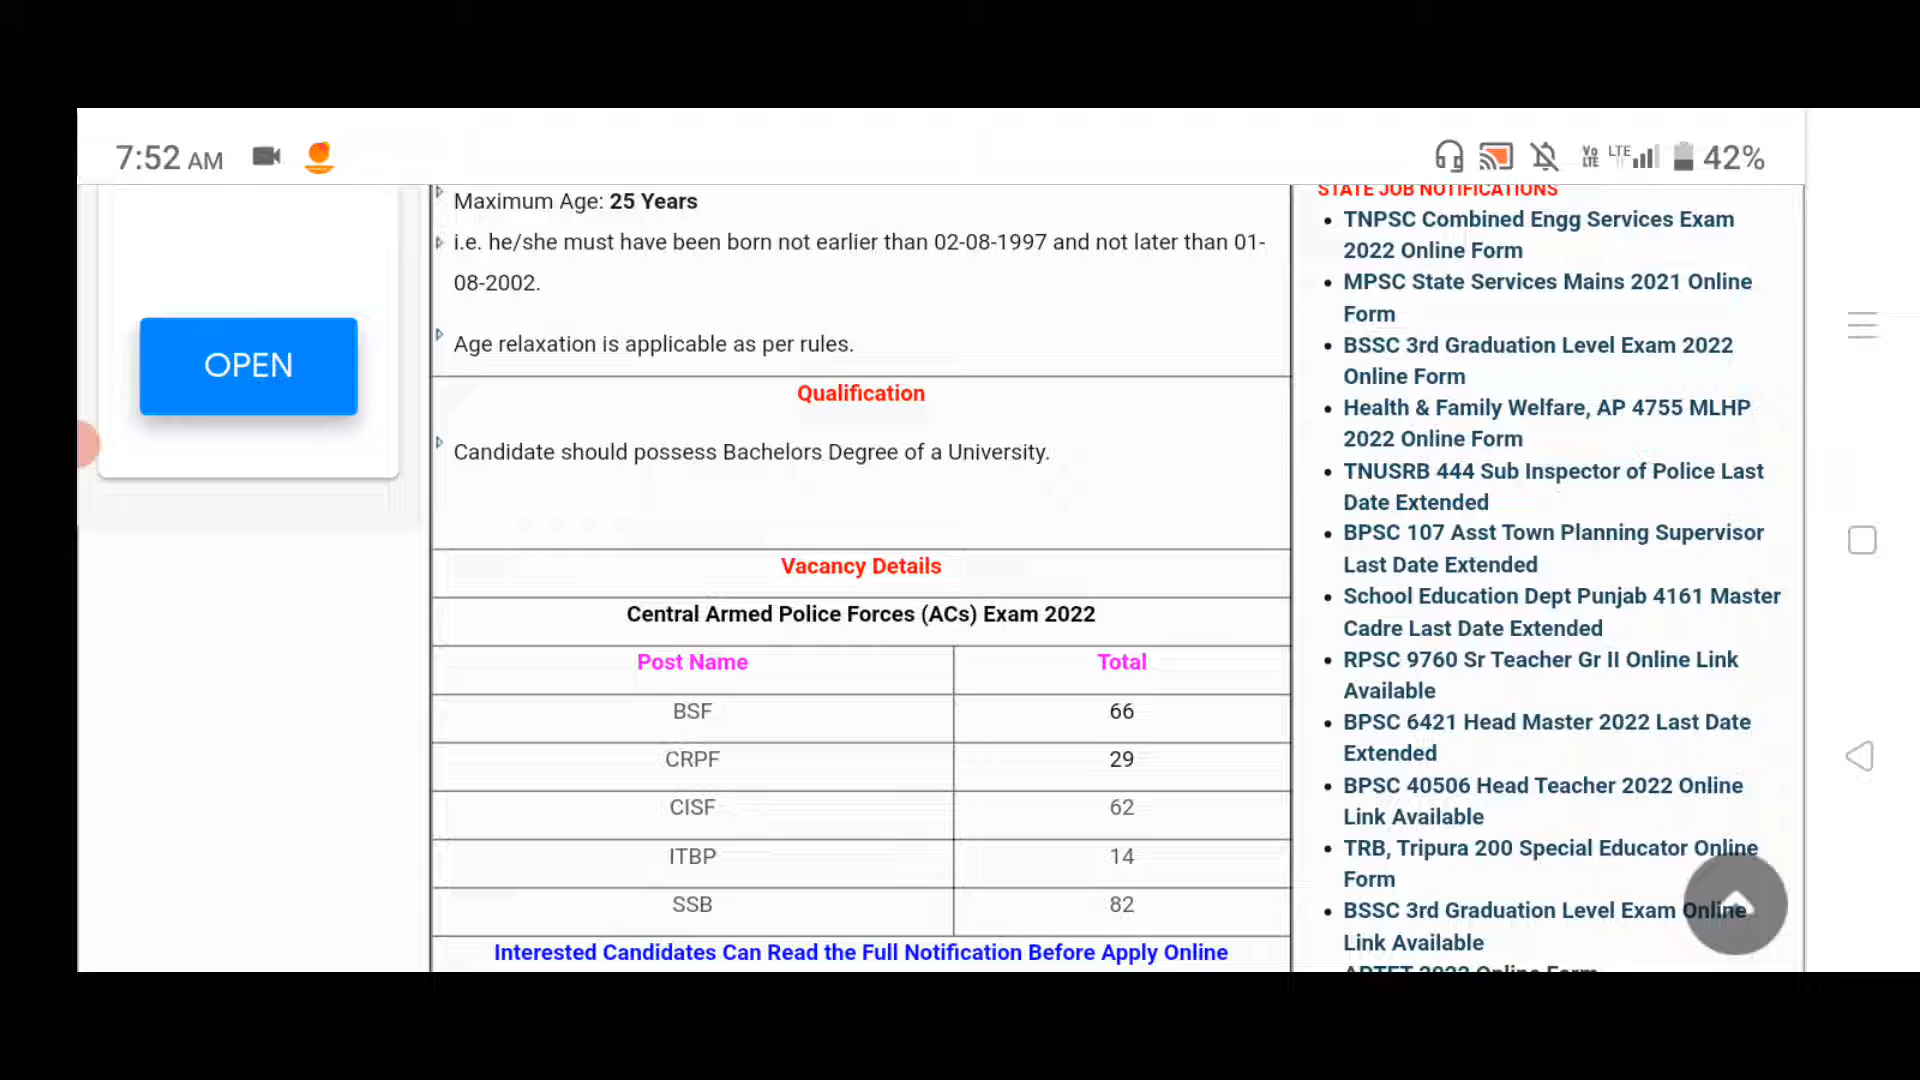 7:52 AM
Vo LTE LTE 42%
OPEN
Maximum Age: 25 Years
i.e. he/she must have been born not earlier than 02-08-1997 and not later than 01-
08-2002.
Age relaxation is applicable as per rules.
Qualification
Candidate should possess Bachelors Degree of a University.
Vacancy Details
Central Armed Police Forces (ACs) Exam 2022
Post Name Total
BSF 66
CRPF 29
CISF 62
ITBP 14
SSB 82
Interested Candidates Can Read the Full Notification Before Apply Online
STATE JOB NOTIFICATIONS
TNPSC Combined Engg Services Exam
2022 Online Form
MPSC State Services Mains 2021 Online
Form
BSSC 3rd Graduation Level Exam 2022
Online Form
Health & Family Welfare, AP 4755 MLHP
2022 Online Form
TNUSRB 444 Sub Inspector of Police Last
Date Extended
BPSC 107 Asst Town Planning Supervisor
Last Date Extended
School Education Dept Punjab 4161 Master
Cadre Last Date Extended
RPSC 9760 Sr Teacher Gr II Online Link
Available
BPSC 6421 Head Master 2022 Last Date
Extended
BPSC 40506 Head Teacher 2022 Online
Link Available
TRB, Tripura 200 Special Educator Online
Form
BSSC 3rd Graduation Level Exam Online
Link Available
APTET 2022 Online Form